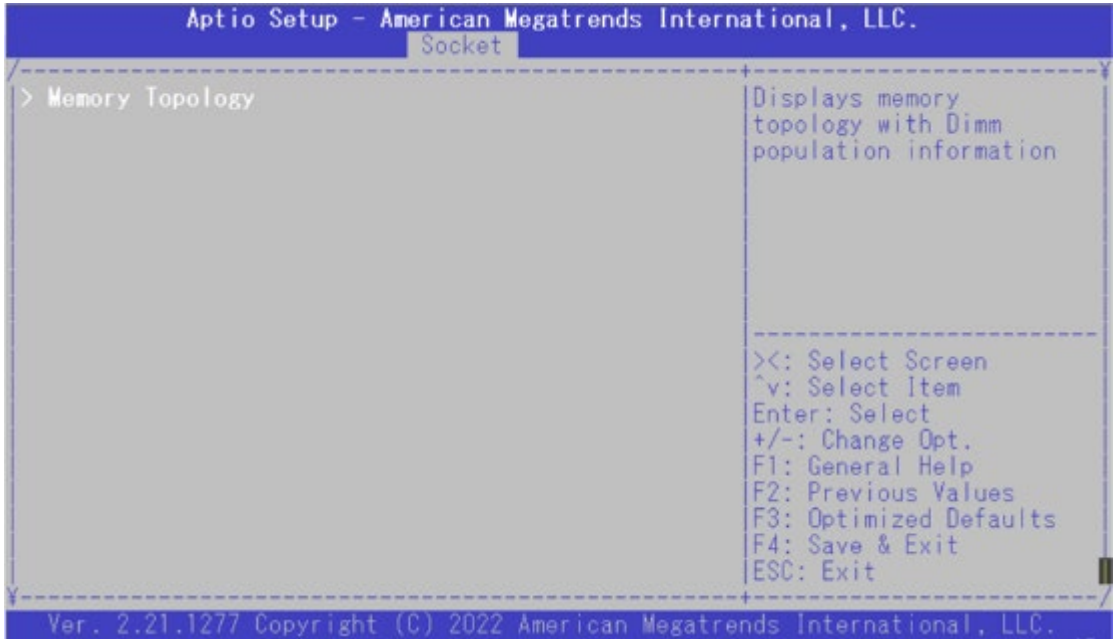 Aptio Setup - American Megatrends International, LLC.
Socket
> Memory Topology
Displays memory
topology with Dimm
population information
><: Select Screen
^v: Select Item
Enter: Select
+/-: Change Opt.
F1: General Help
F2: Previous Values
F3: Optimized Defaults
F4: Save & Exit
ESC: Exit
Ver. 2.21.1277 Copyright (C) 2022 American Megatrends International, LLC.